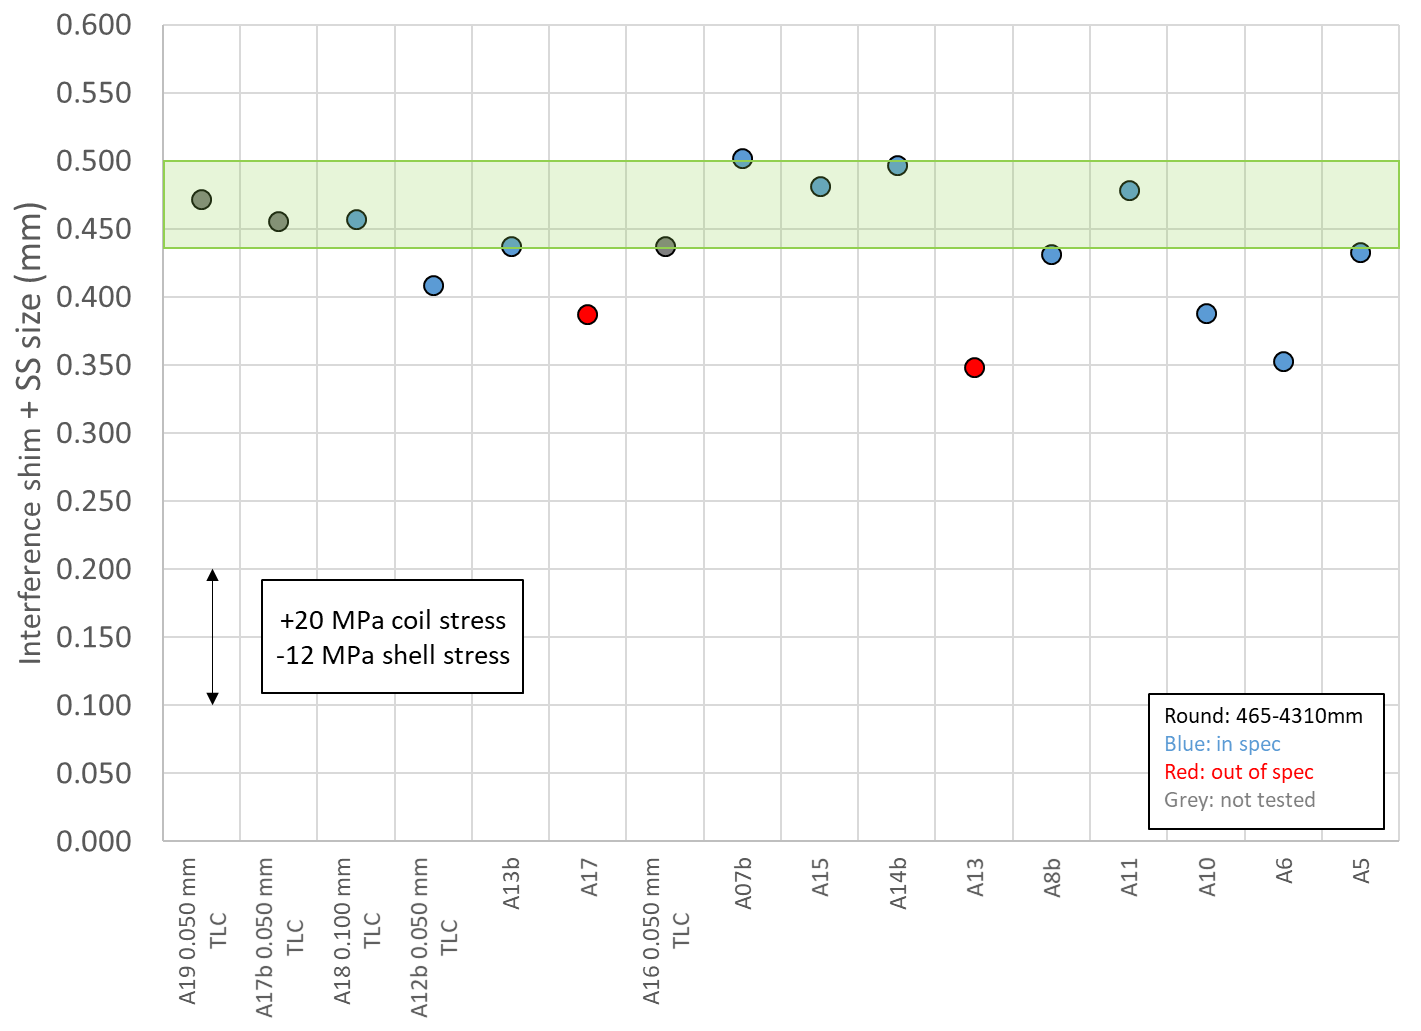 0.600
0.550
0.500
0.450
0.400
0.350
0.300
0.250
0.200
0.150
0.100
0.050
0.000
Interference shim + SS size (mm)
+20 MPa coil stress
-12 MPa shell stress
Round: 465-4310mm
Blue: in spec
Red: out of spec
Grey: not tested
A19 0.050 mm
TLC
A17b 0.050 mm
TLC
A18 0.100 mm
TLC
A12b 0.050 mm
TLC
A13b
A17
A16 0.050 mm
TLC
A07b
A15
A14b
A13
A8b
A11
A10
A6
A5